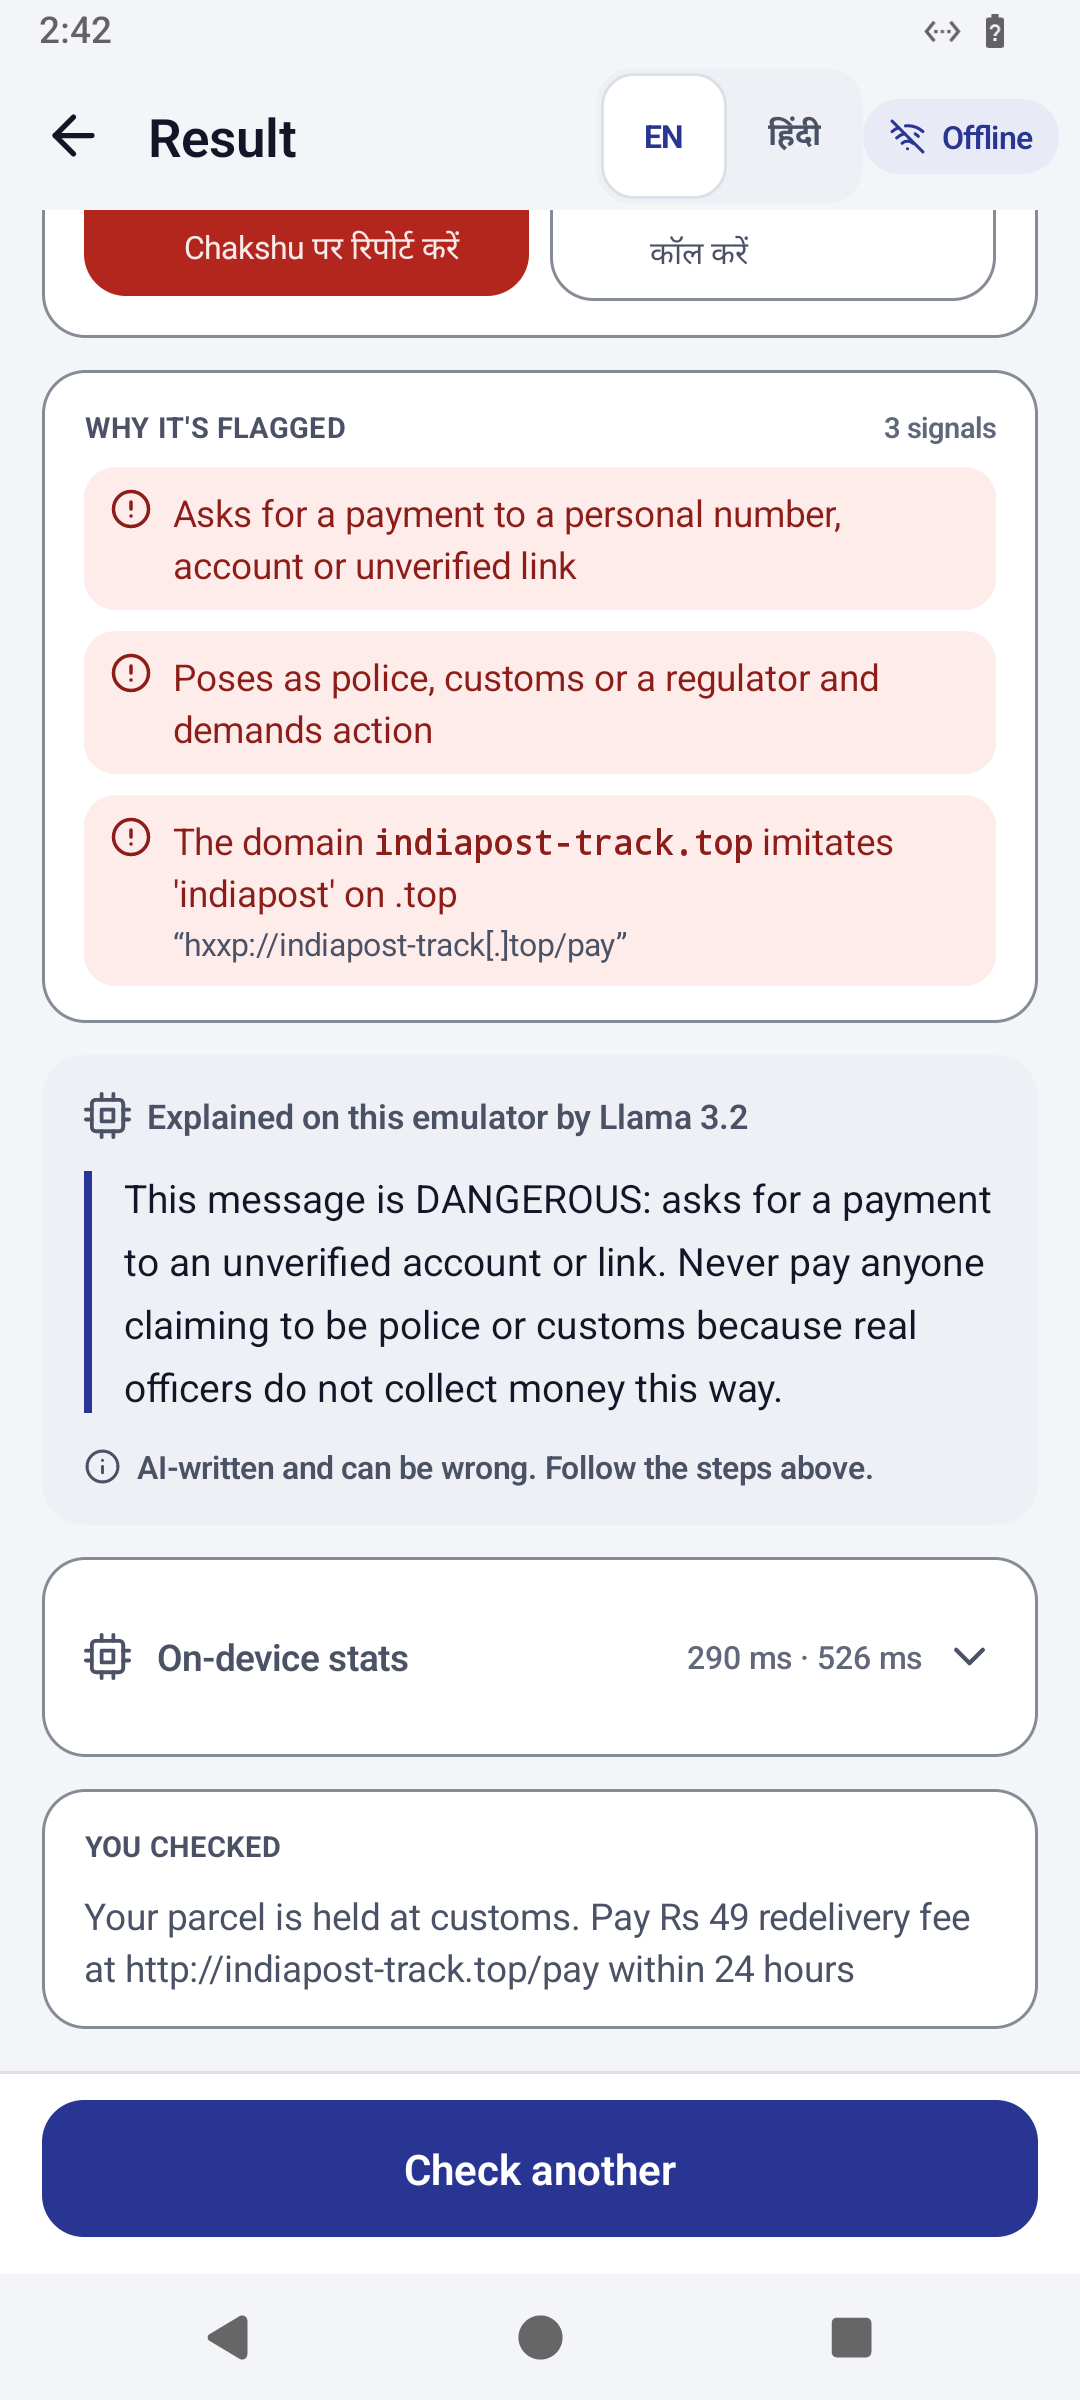 2:42
Result
EN
हिंदी
Offline
Chakshu पर रिपोर्ट करें
कॉल करें
WHY IT'S FLAGGED
3 signals
Asks for a payment to a personal number,
account or unverified link
Poses as police, customs or a regulator and
demands action
The domain indiapost-track.top imitates
'indiapost' on .top
“hxxp://indiapost-track[.]top/pay”
Explained on this emulator by Llama 3.2
This message is DANGEROUS: asks for a payment
to an unverified account or link. Never pay anyone
claiming to be police or customs because real
officers do not collect money this way.
AI-written and can be wrong. Follow the steps above.
On-device stats
290 ms · 526 ms
YOU CHECKED
Your parcel is held at customs. Pay Rs 49 redelivery fee
at http://indiapost-track.top/pay within 24 hours
Check another